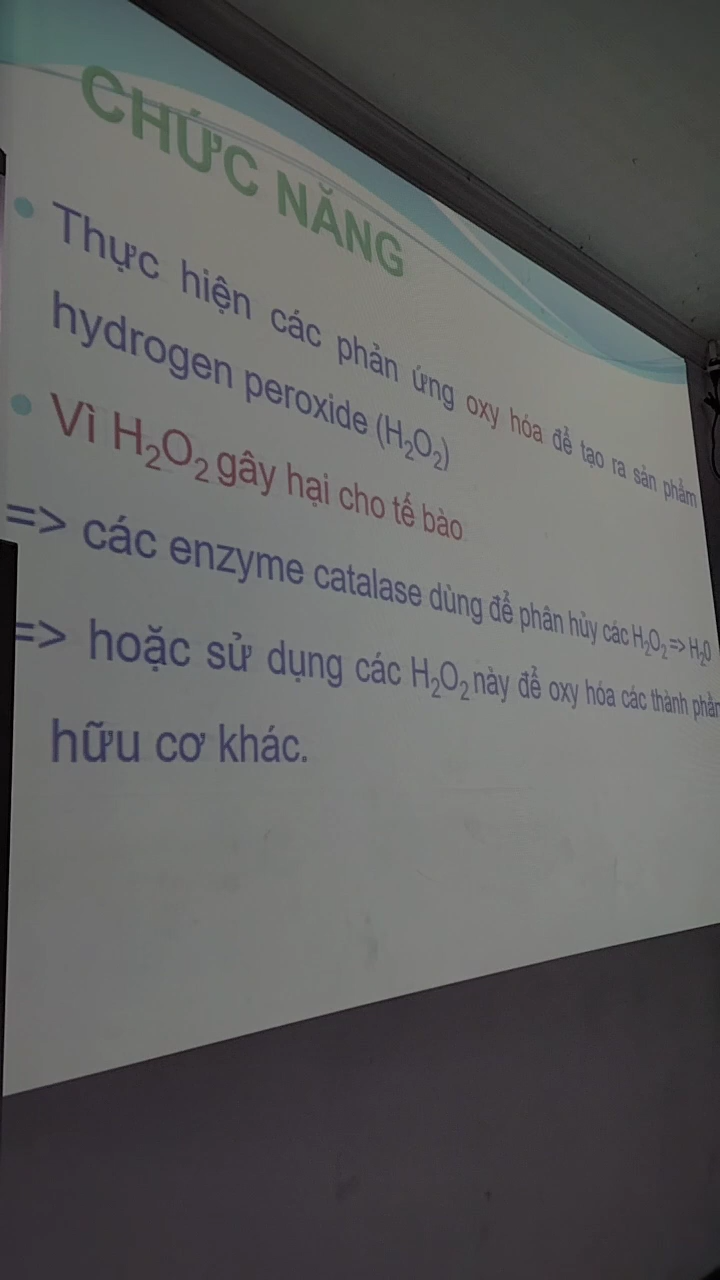 CHỨC NĂNG
• Thực hiện các phản ứng oxy hóa để tạo ra sản phẩm
hydrogen peroxide (H₂O₂)
• Vì H₂O₂ gây hại cho tế bào
=> các enzyme catalase dùng để phân hủy các H₂O₂ => H₂O
=> hoặc sử dụng các H₂O₂ này để oxy hóa các thành phần
hữu cơ khác.